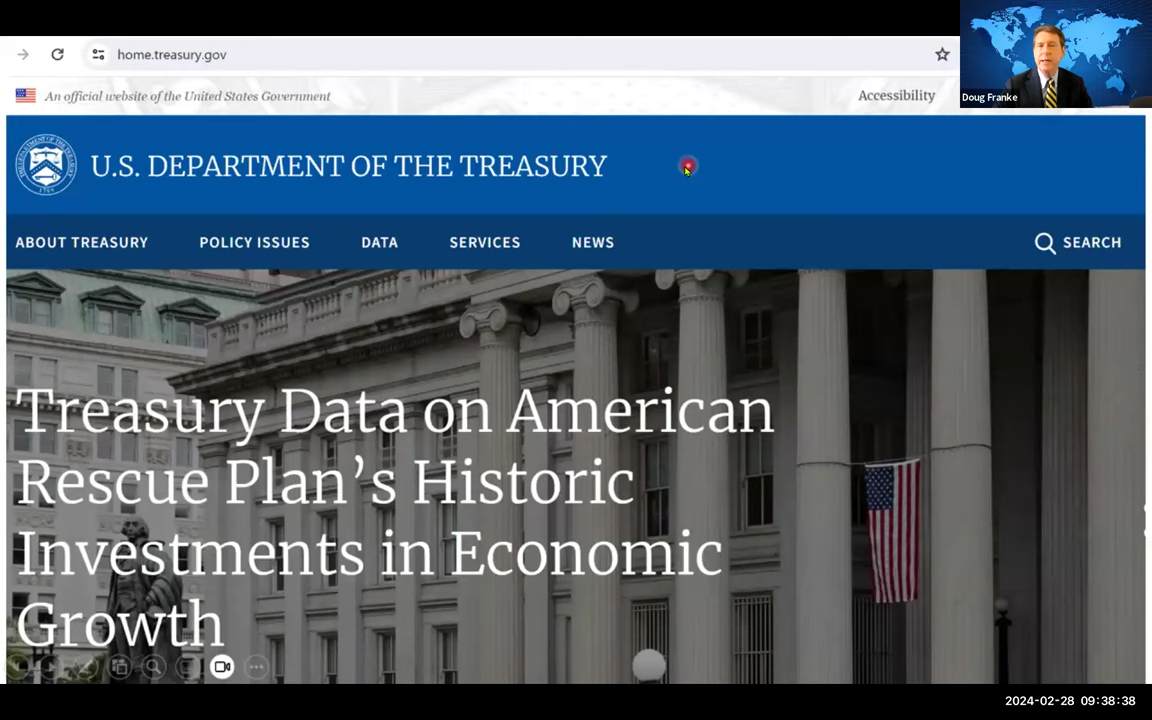 home.treasury.gov
An official website of the United States Government
Accessibility
Doug Franke
U.S. DEPARTMENT OF THE TREASURY
ABOUT TREASURY
POLICY ISSUES
DATA
SERVICES
NEWS
SEARCH
Treasury Data on American
Rescue Plan’s Historic
Investments in Economic
Growth
2024-02-28 09:38:38